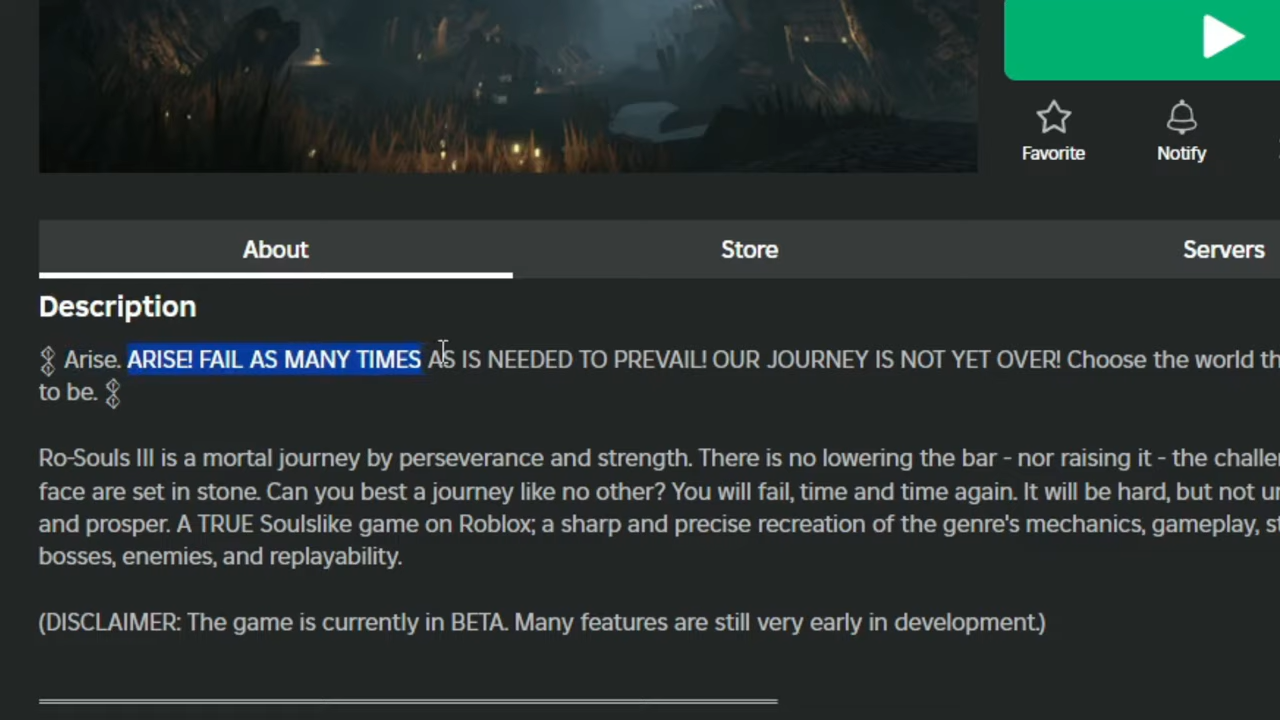 Favorite
Notify
About
Store
Servers
Description
Arise. ARISE! FAIL AS MANY TIMES AS IS NEEDED TO PREVAIL! OUR JOURNEY IS NOT YET OVER! Choose the world
to be.
Ro-Souls III is a mortal journey by perseverance and strength. There is no lowering the bar - nor raising it - the
face are set in stone. Can you best a journey like no other? You will fail, time and time again. It will be hard, but not
and prosper. A TRUE Soulslike game on Roblox; a sharp and precise recreation of the genre's mechanics, gameplay,
bosses, enemies, and replayability.
(DISCLAIMER: The game is currently in BETA. Many features are still very early in development.)